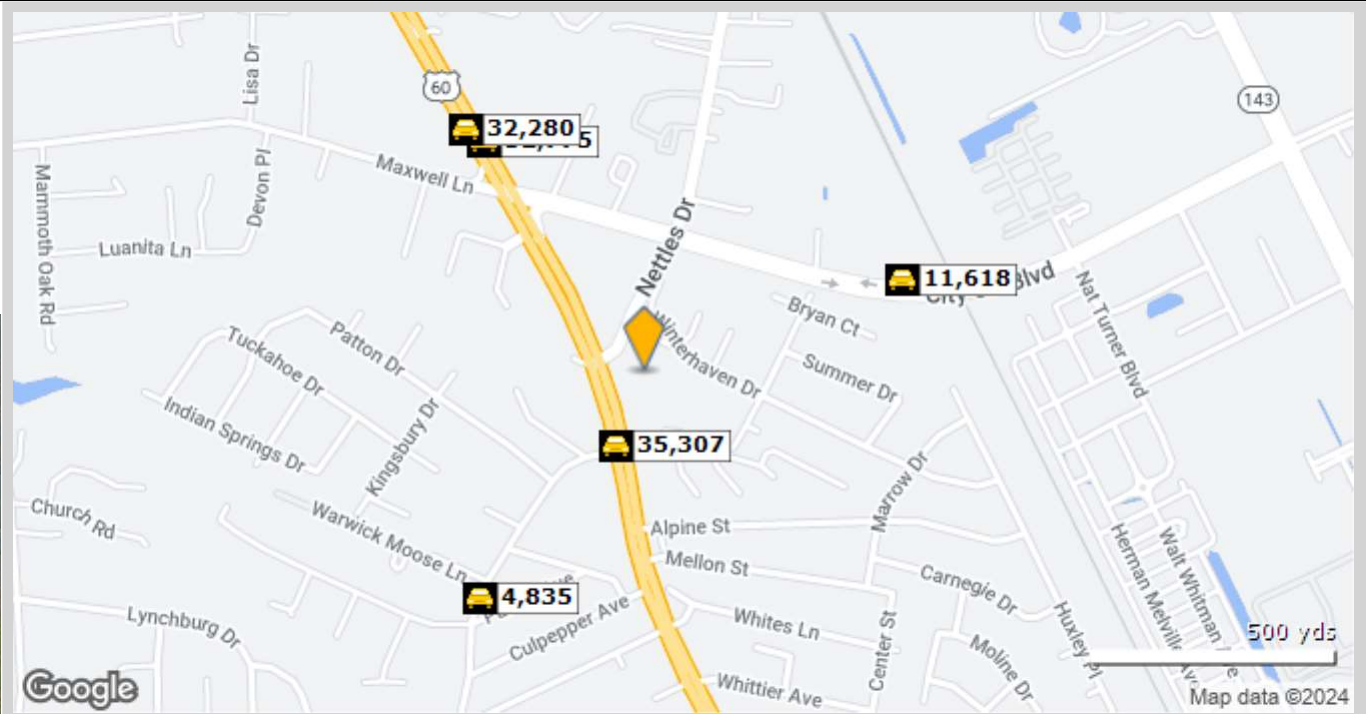 Lisa Dr
60
143
32,280
Maxwell Ln
Mammoth Oak Rd
Devon Pl
Luanita Ln
Nettles Dr
11,618
Blvd
Nat Turner Blvd
Bryan Ct
Winterhaven Dr
Summer Dr
Patton Dr
Tuckahoe Dr
Indian Springs Dr
Kingsbury Dr
35,307
Marrow Dr
Church Rd
Warwick Moose Ln
Alpine St
Mellon St
Carnegie Dr
Herman Melville Ave
Walt Whitman Ave
4,835
Culpepper Ave
Lynchburg Dr
Whites Ln
Center St
Huxley Pl
Moline Dr
500 yds
Whittier Ave
Google
Map data ©2024